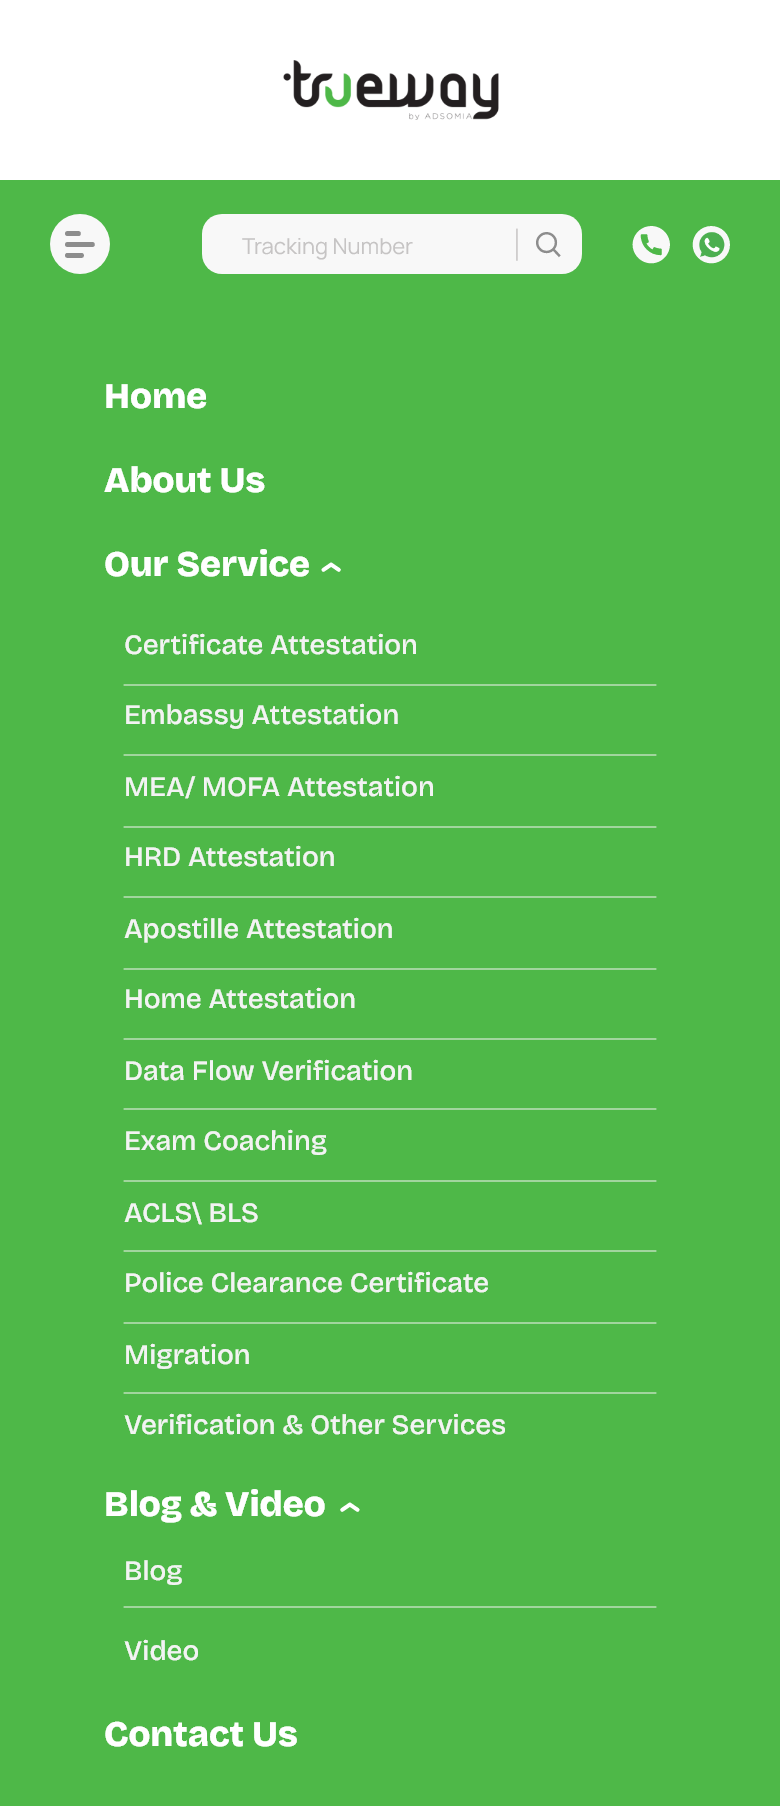 trueway
by ADSOMIA
Tracking Number
Home
About Us
Our Service
Certificate Attestation
Embassy Attestation
MEA/ MOFA Attestation
HRD Attestation
Apostille Attestation
Home Attestation
Data Flow Verification
Exam Coaching
ACLS\ BLS
Police Clearance Certificate
Migration
Verification & Other Services
Blog & Video
Blog
Video
Contact Us